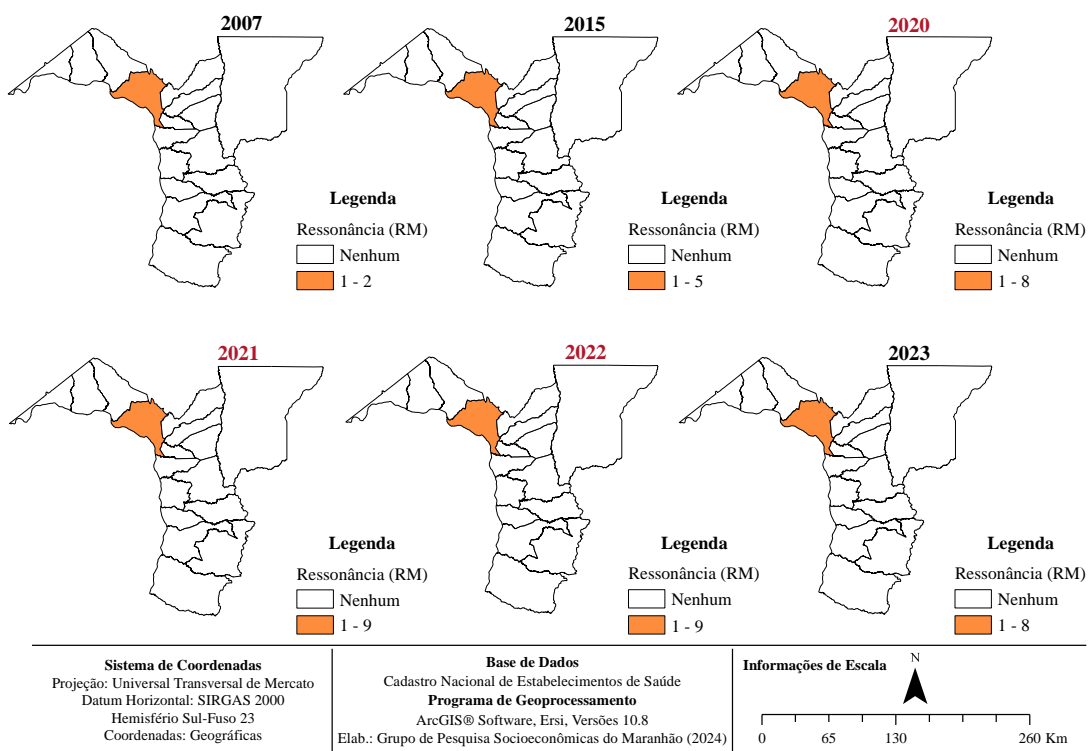 2007
Legenda
Ressonância (RM)
Nenhum
1 - 2
2015
Legenda
Ressonância (RM)
Nenhum
1 - 5
2020
Legenda
Ressonância (RM)
Nenhum
1 - 8
2021
Legenda
Ressonância (RM)
Nenhum
1 - 9
2022
Legenda
Ressonância (RM)
Nenhum
1 - 9
2023
Legenda
Ressonância (RM)
Nenhum
1 - 8
Sistema de Coordenadas
Projeção: Universal Transversal de Mercato
Datum Horizontal: SIRGAS 2000
Hemisfério Sul-Fuso 23
Coordenadas: Geográficas
Base de Dados
Cadastro Nacional de Estabelecimentos de Saúde
Programa de Geoprocessamento
ArcGIS® Software, Ersi, Versões 10.8
Elab.: Grupo de Pesquisa Socioeconômicas do Maranhão (2024)
Informações de Escala
N
0 65 130 260 Km